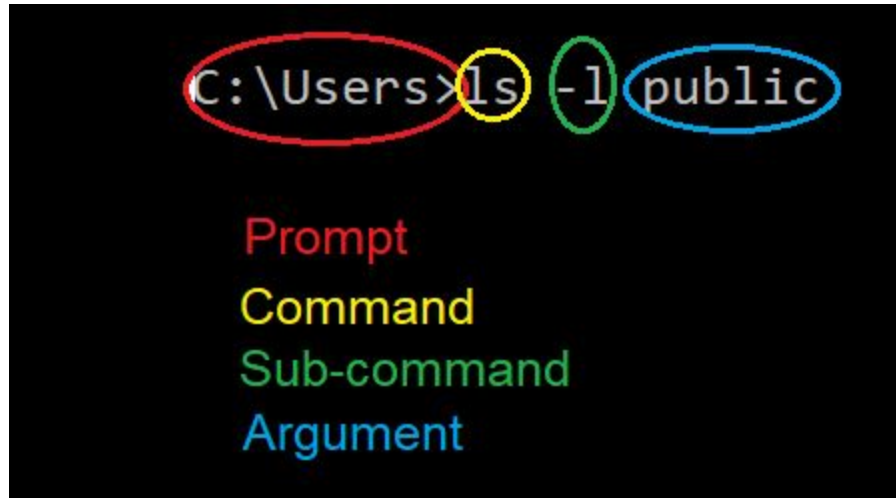 C:\Users>ls -l public
Prompt
Command
Sub-command
Argument